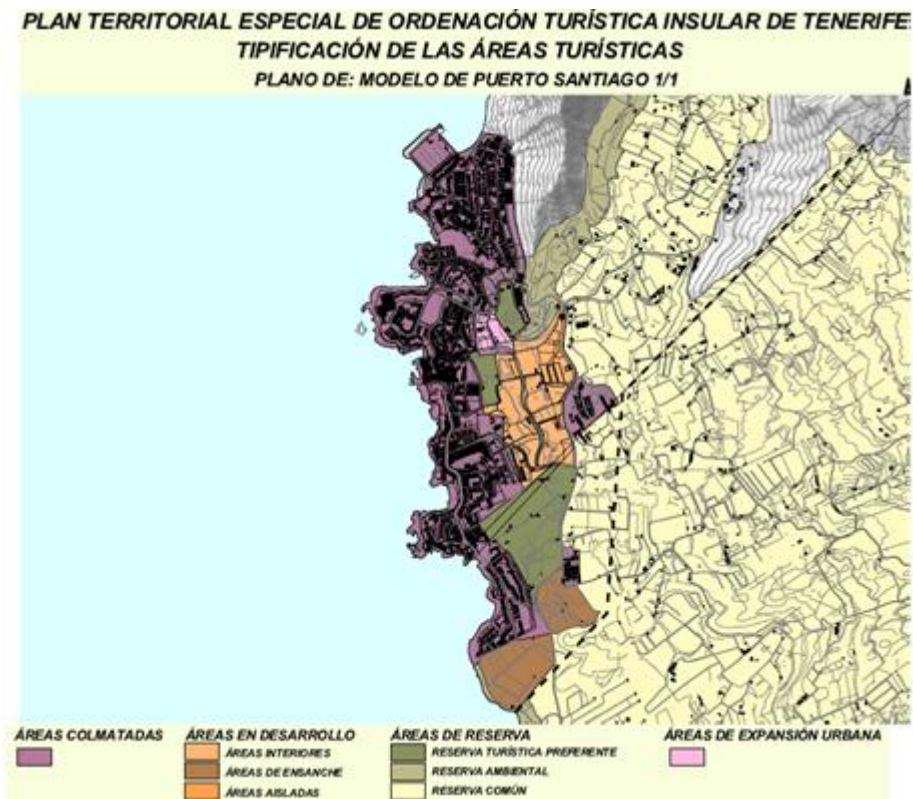 PLAN TERRITORIAL ESPECIAL DE ORDENACIÓN TURÍSTICA INSULAR DE TENERIFE
TIPIFICACIÓN DE LAS ÁREAS TURÍSTICAS
PLANO DE: MODELO DE PUERTO SANTIAGO 1/1
ÁREAS COLMATADAS
ÁREAS EN DESARROLLO
ÁREAS INTERIORES
ÁREAS DE ENSANCHE
ÁREAS AISLADAS
ÁREAS DE RESERVA
RESERVA TURÍSTICA PREFERENTE
RESERVA AMBIENTAL
RESERVA COMÚN
ÁREAS DE EXPANSIÓN URBANA